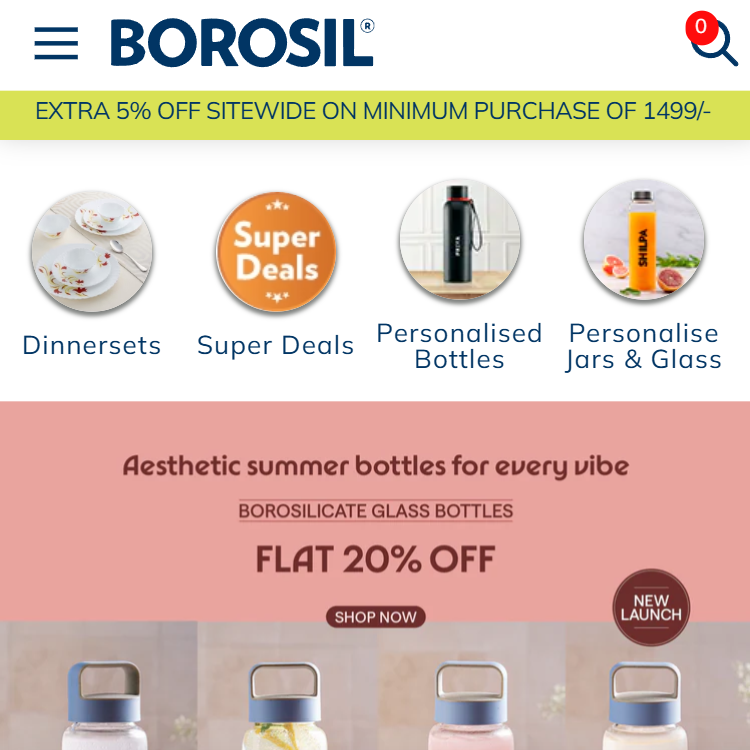 BOROSIL®
0
EXTRA 5% OFF SITEWIDE ON MINIMUM PURCHASE OF 1499/-
Super
Deals
PRIYA
SHILPA
Dinnersets
Super Deals
Personalised
Bottles
Personalise
Jars & Glass
Aesthetic summer bottles for every vibe
BOROSILICATE GLASS BOTTLES
FLAT 20% OFF
SHOP NOW
NEW
LAUNCH